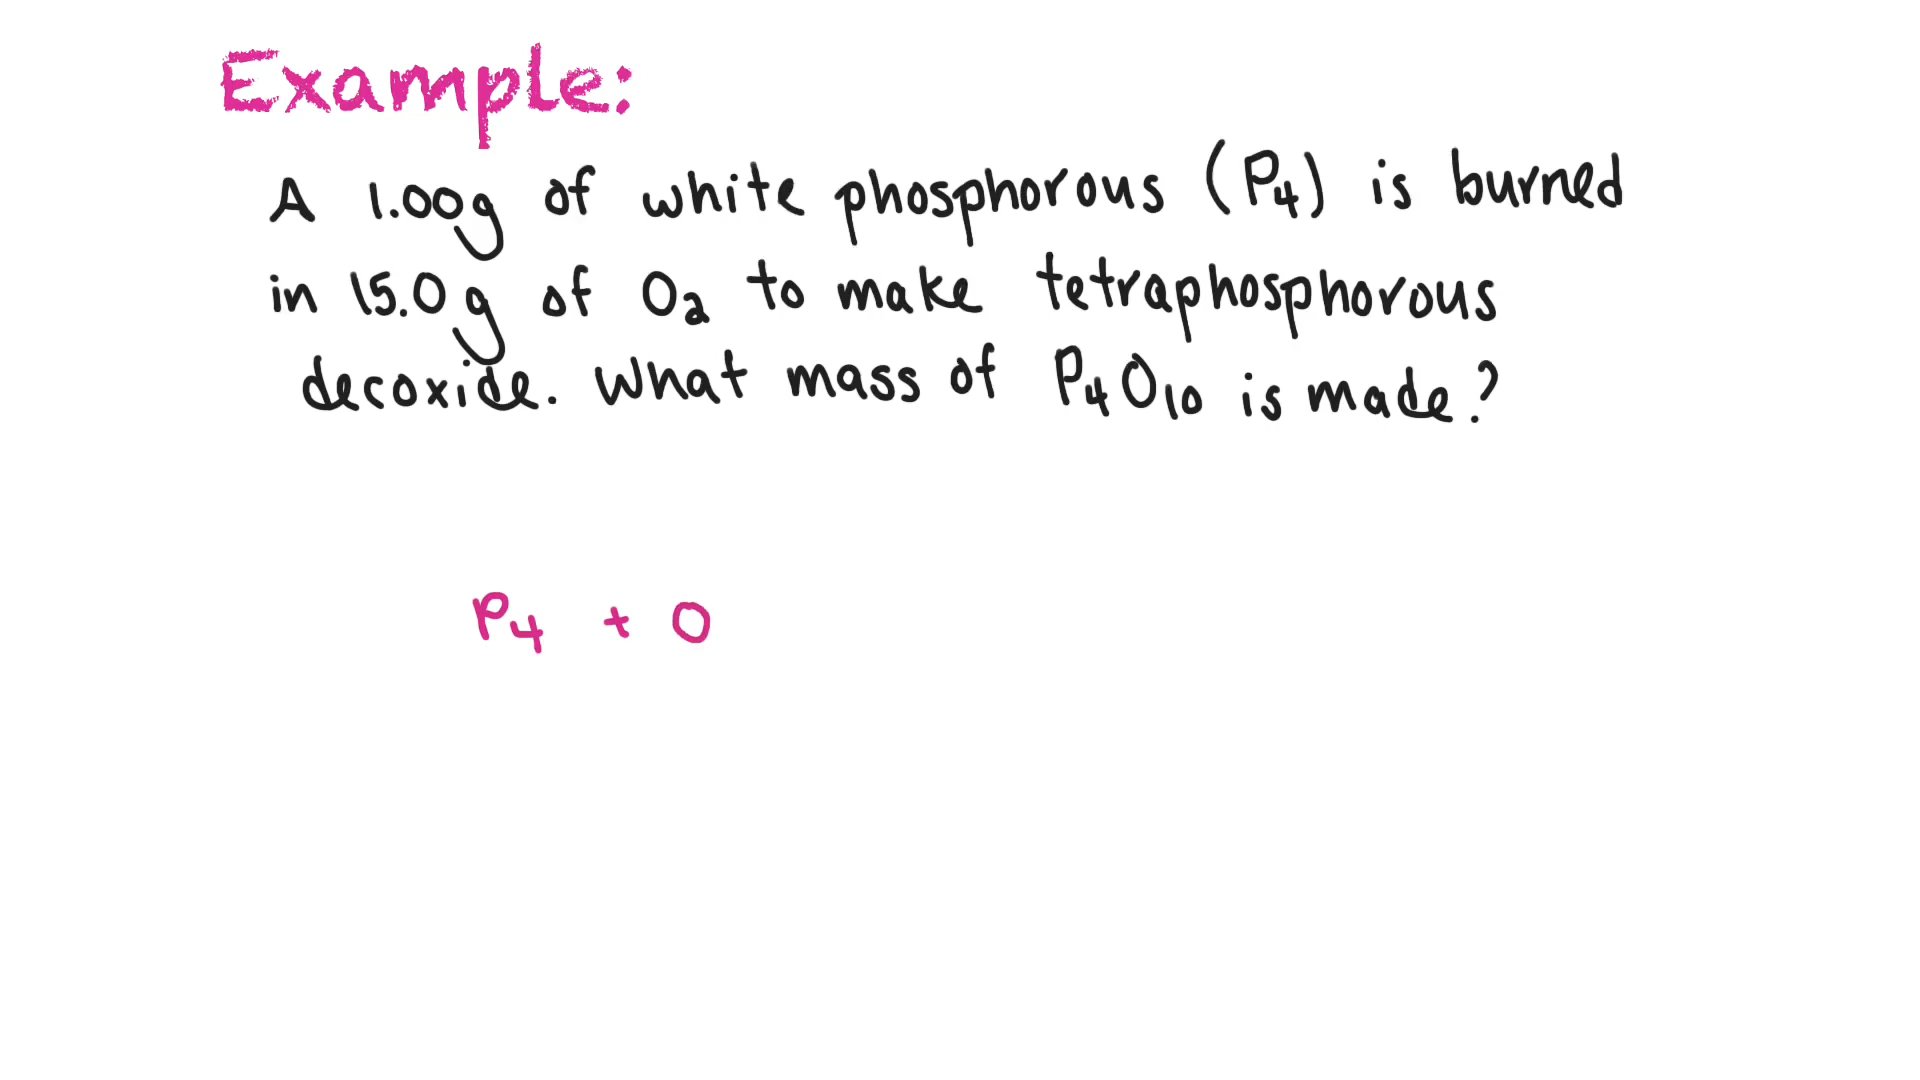 Example:
A 1.00g of white phosphorous (P₄) is burned
in 15.0g of O₂ to make tetraphosphorous
decoxide. What mass of P₄O₁₀ is made?
P₄ + O